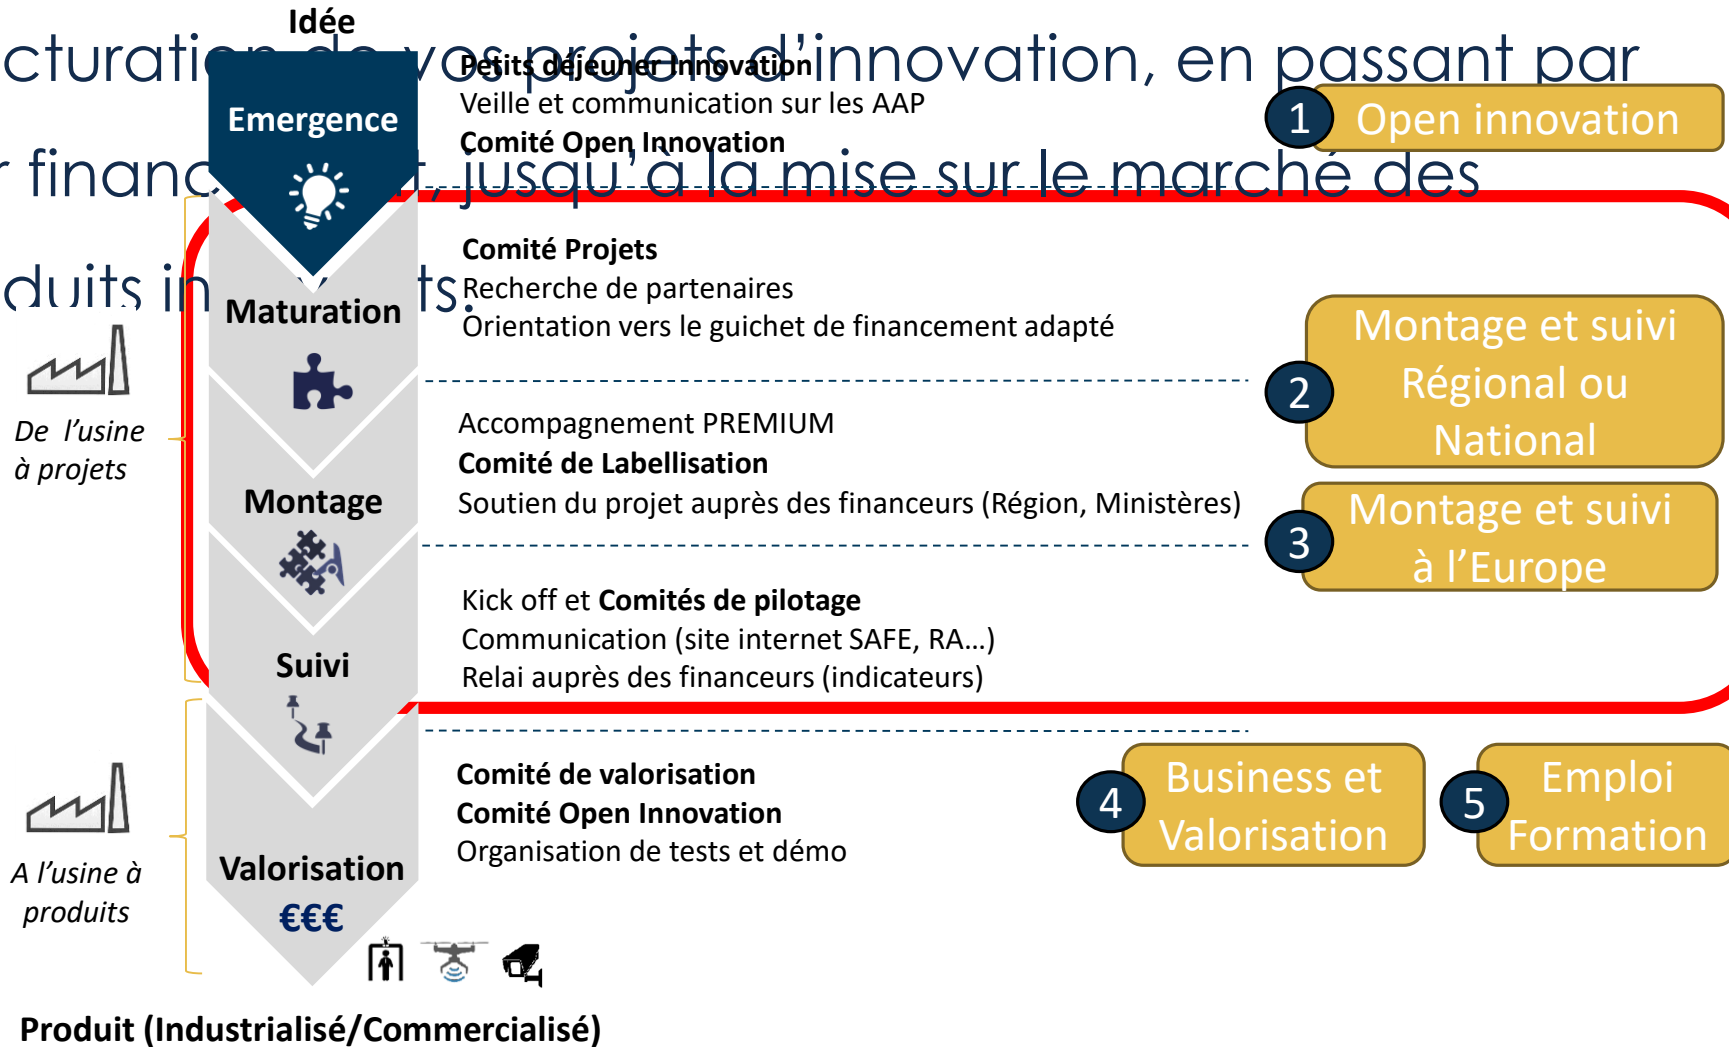 Idée
cturation de vos projets d'innovation, en passant par
Petits déjeuner Innovation
Emergence
Veille et communication sur les AAP
Comité Open Innovation
1 Open innovation
r financ t, jusqu'à la mise sur le marché des
duits in ts.
Maturation
Comité Projets
Recherche de partenaires
Orientation vers le guichet de financement adapté
De l'usine
à projets
2
Montage et suivi
Régional ou
National
Montage
Accompagnement PREMIUM
Comité de Labellisation
Soutien du projet auprès des financeurs (Région, Ministères)
3
Montage et suivi
à l'Europe
Suivi
Kick off et Comités de pilotage
Communication (site internet SAFE, RA…)
Relai auprès des financeurs (indicateurs)
A l'usine à
produits
Valorisation
€€€
Comité de valorisation
Comité Open Innovation
Organisation de tests et démo
4
Business et
Valorisation
5
Emploi
Formation
Produit (Industrialisé/Commercialisé)